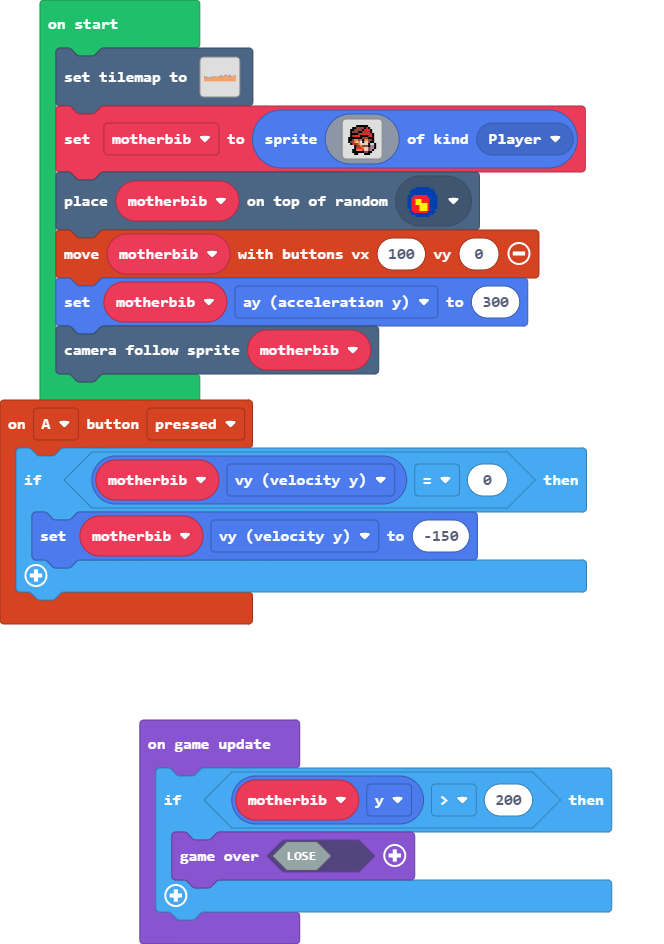 on start
set tilemap to
set motherbib to sprite of kind Player
place motherbib on top of random
move motherbib with buttons vx 100 vy 0
set motherbib ay (acceleration y) to 300
camera follow sprite motherbib
on A button pressed
if motherbib vy (velocity y) = 0 then
set motherbib vy (velocity y) to -150
on game update
if motherbib y > 200 then
game over LOSE